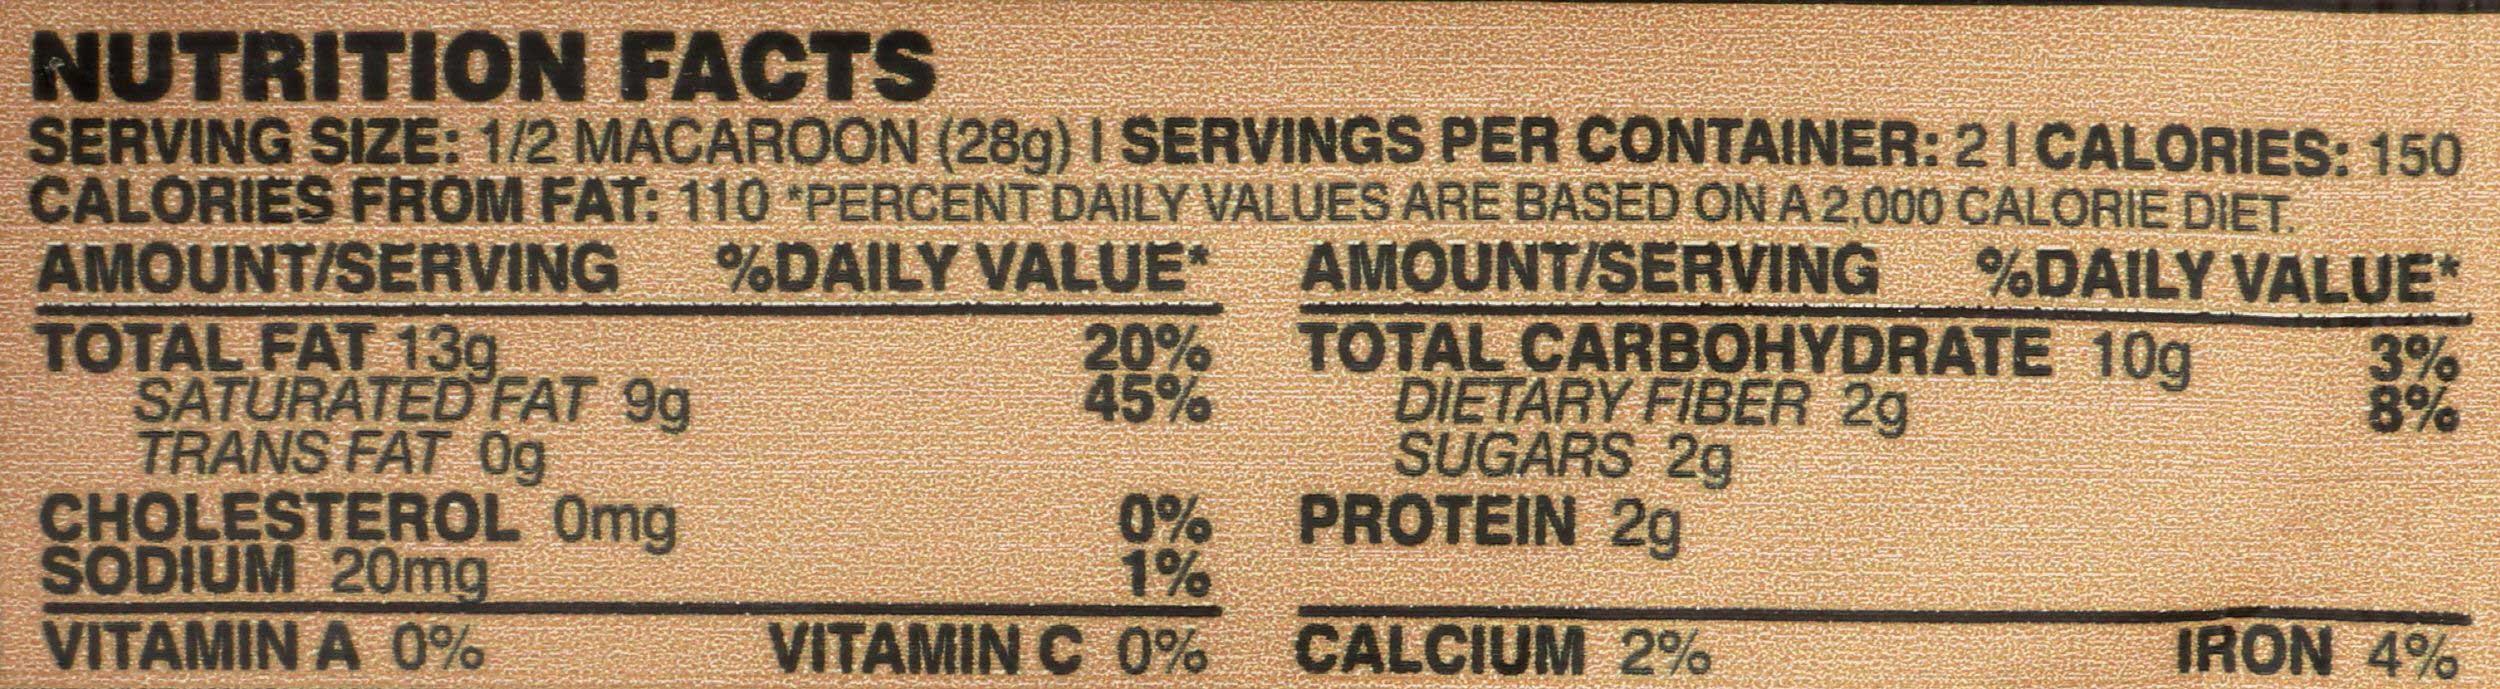 NUTRITION FACTS
SERVING SIZE: 1/2 MACAROON (28g) | SERVINGS PER CONTAINER: 2 | CALORIES: 150
CALORIES FROM FAT: 110 *PERCENT DAILY VALUES ARE BASED ON A 2,000 CALORIE DIET.
AMOUNT/SERVING %DAILY VALUE* AMOUNT/SERVING %DAILY VALUE*
TOTAL FAT 13g 20% TOTAL CARBOHYDRATE 10g 3%
SATURATED FAT 9g 45% DIETARY FIBER 2g 8%
TRANS FAT 0g SUGARS 2g
CHOLESTEROL 0mg 0% PROTEIN 2g
SODIUM 20mg 1%
VITAMIN A 0% VITAMIN C 0% CALCIUM 2% IRON 4%